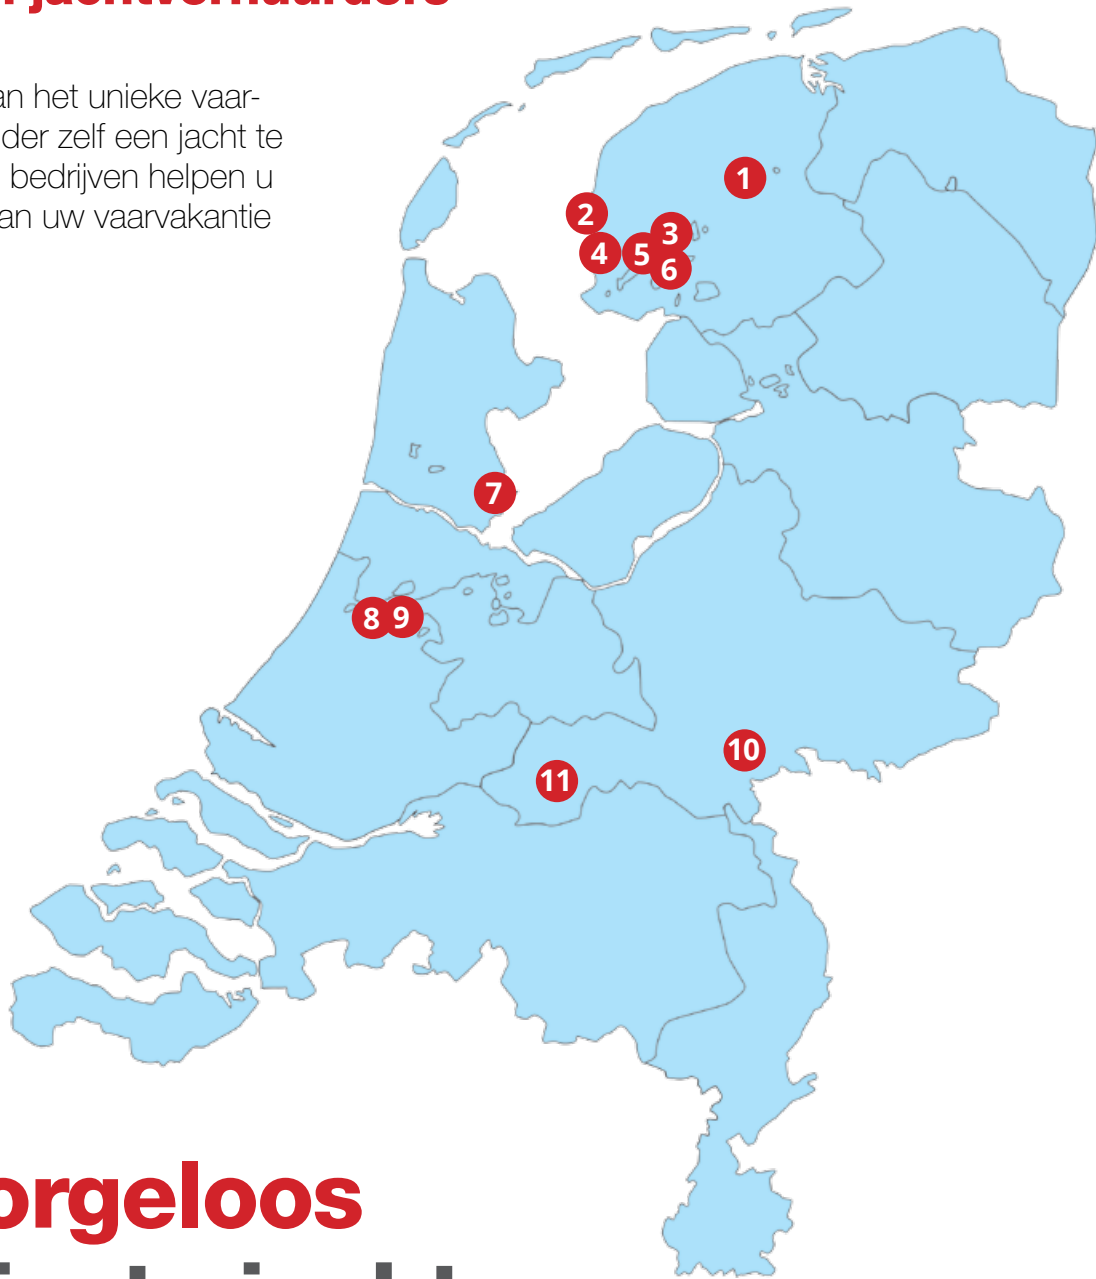 jachtverhuurders
an het unieke vaar-
der zelf een jacht te
bedrijven helpen u
an uw vaarvakantie
1
2
3
4
5
6
7
8
9
10
11
orgeloos